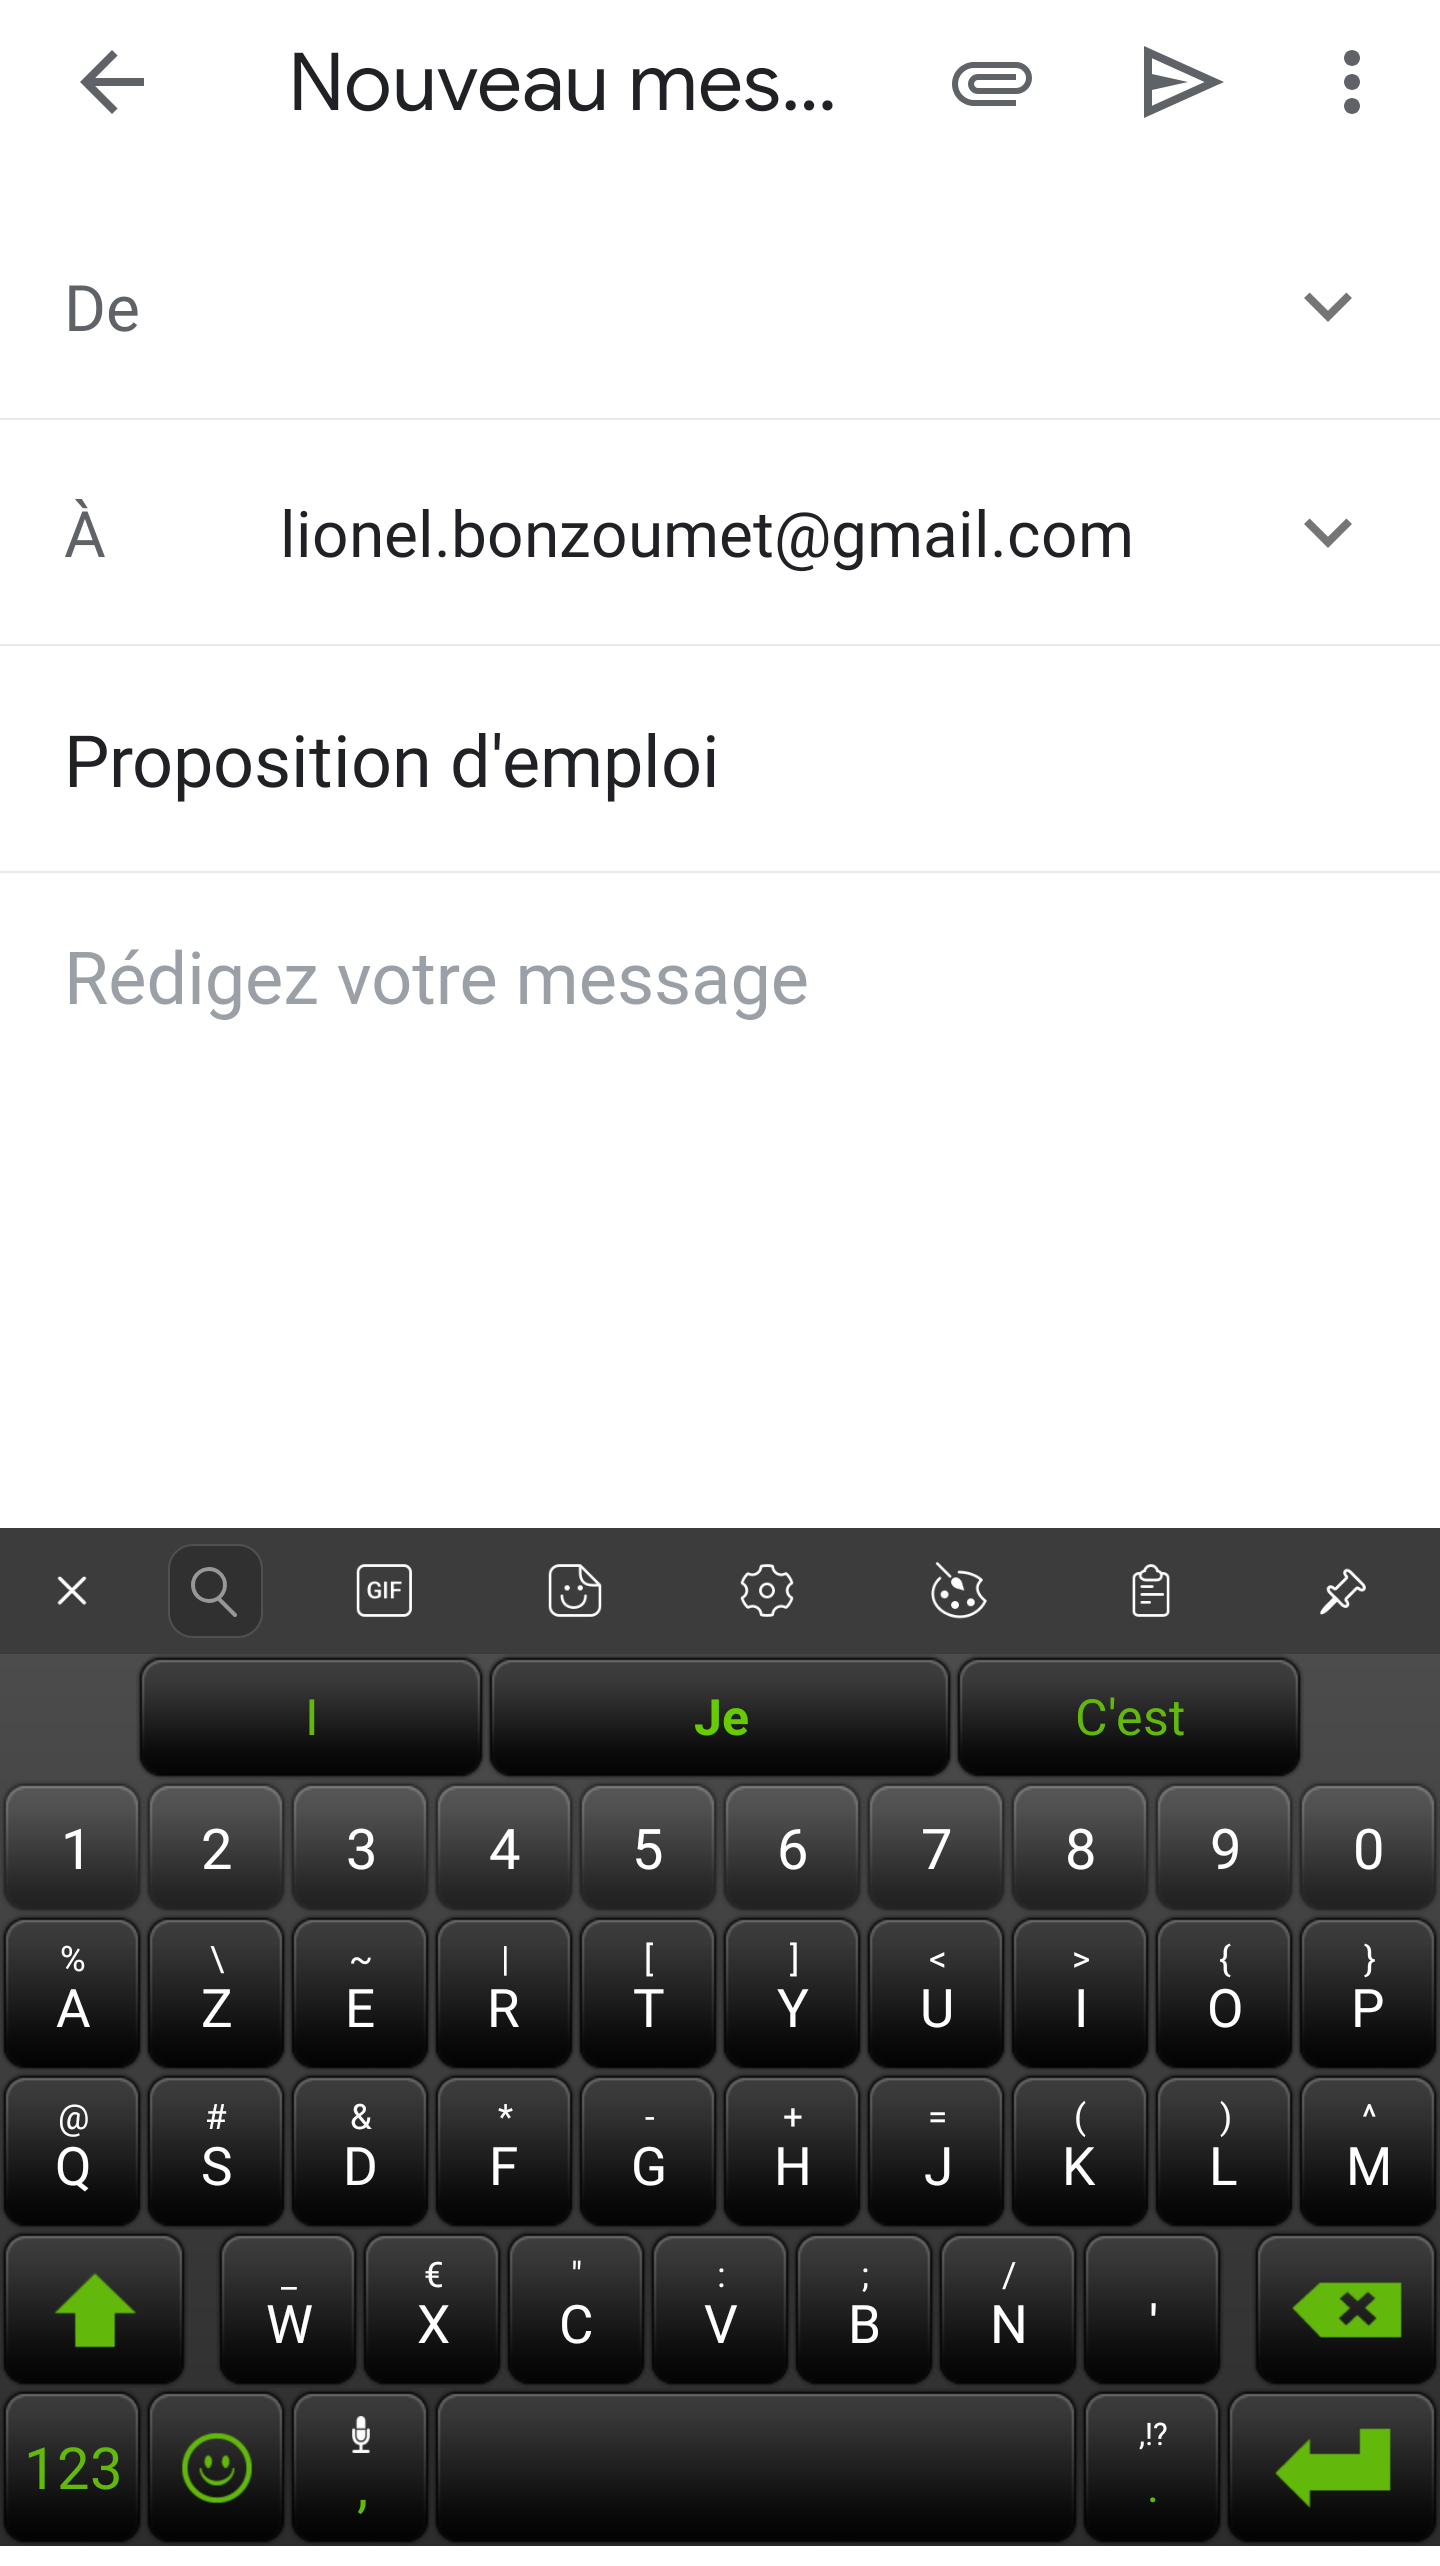 Nouveau mes...
De
À lionel.bonzoumet@gmail.com
Proposition d'emploi
Rédigez votre message
GIF
I Je C'est
1 2 3 4 5 6 7 8 9 0
% \ ~ | [ ] < > { }
A Z E R T Y U I O P
@ # & * - + = ( ) ^
Q S D F G H J K L M
_ € " : ; /
W X C V B N '
,!?
123 , .